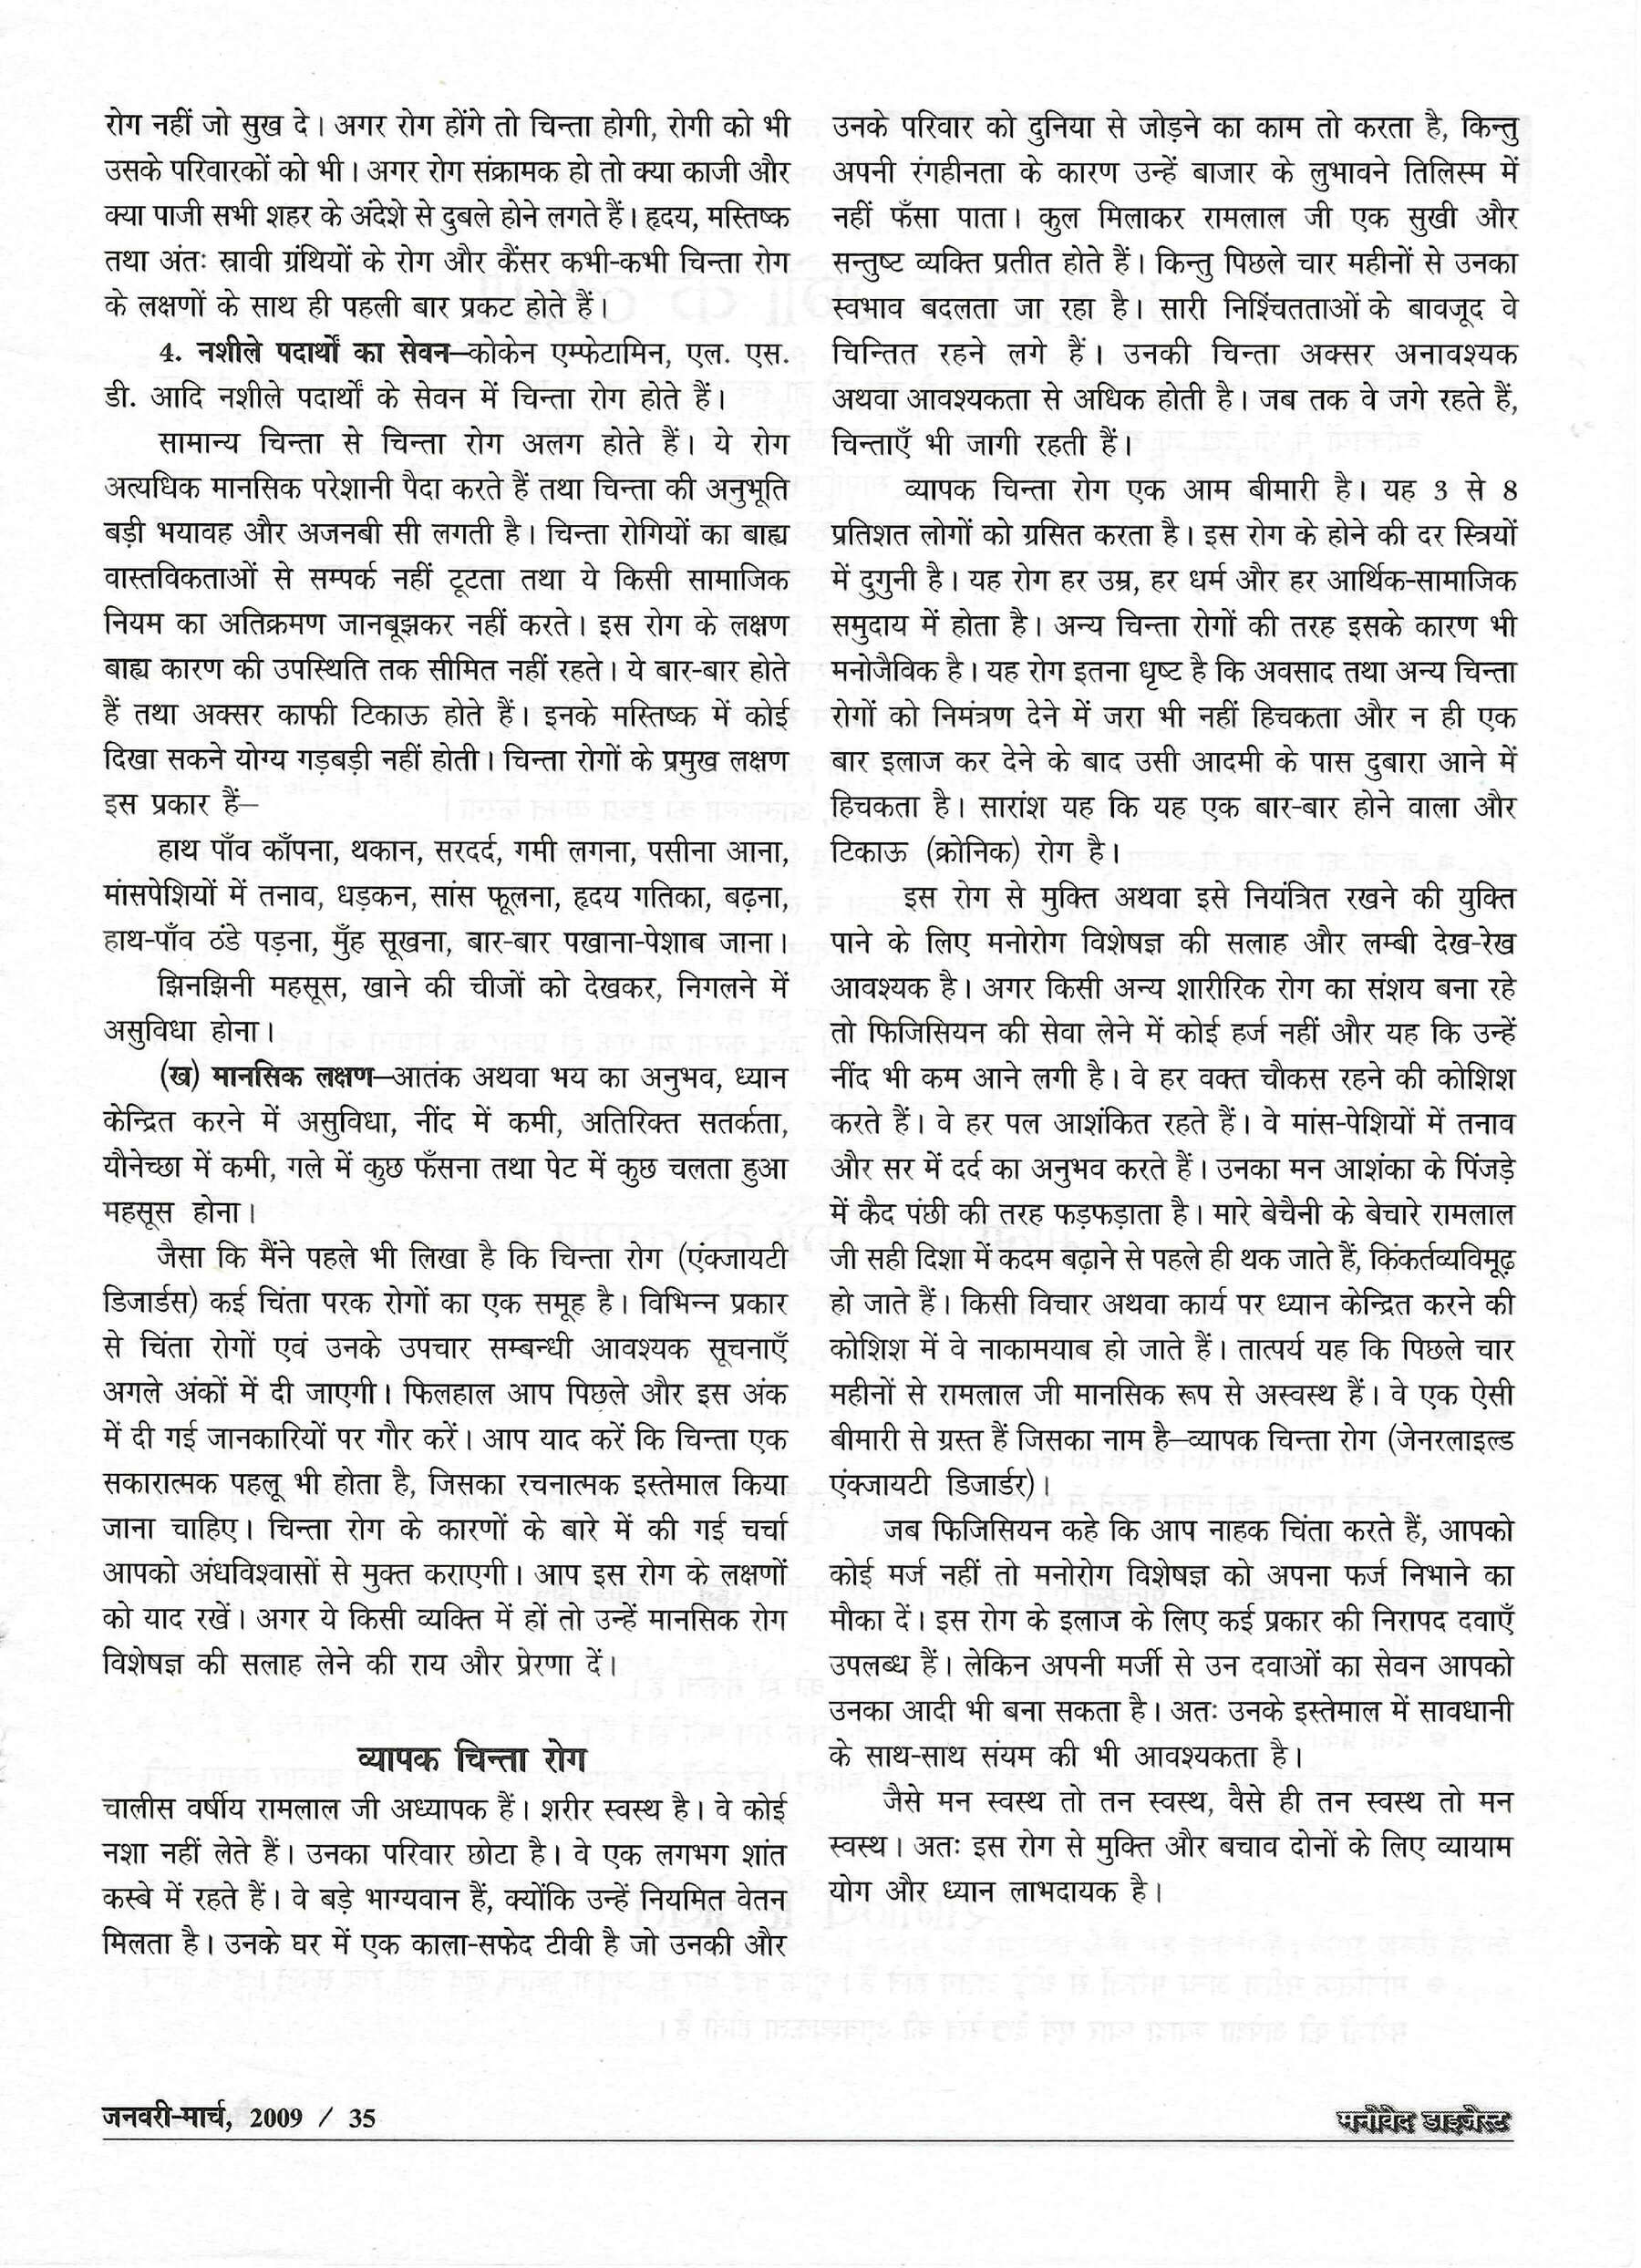 रोग नहीं जो सुख दे। अगर रोग होंगे तो चिन्ता होगी, रोगी को भी
उसके परिवारकों को भी। अगर रोग संक्रामक हो तो क्या काजी और
क्या पाजी सभी शहर के अंदेशे से दुबले होने लगते हैं। हृदय, मस्तिष्क
तथा अंतः स्रावी ग्रंथियों के रोग और कैंसर कभी-कभी चिन्ता रोग
के लक्षणों के साथ ही पहली बार प्रकट होते हैं।
4. नशीले पदार्थों का सेवन–कोकेन एम्फेटामिन, एल. एस.
डी. आदि नशीले पदार्थों के सेवन में चिन्ता रोग होते हैं।
सामान्य चिन्ता से चिन्ता रोग अलग होते हैं। ये रोग
अत्यधिक मानसिक परेशानी पैदा करते हैं तथा चिन्ता की अनुभूति
बड़ी भयावह और अजनबी सी लगती है। चिन्ता रोगियों का बाह्य
वास्तविकताओं से सम्पर्क नहीं टूटता तथा ये किसी सामाजिक
नियम का अतिक्रमण जानबूझकर नहीं करते। इस रोग के लक्षण
बाह्य कारण की उपस्थिति तक सीमित नहीं रहते। ये बार-बार होते
हैं तथा अक्सर काफी टिकाऊ होते हैं। इनके मस्तिष्क में कोई
दिखा सकने योग्य गड़बड़ी नहीं होती। चिन्ता रोगों के प्रमुख लक्षण
इस प्रकार हैं–
हाथ पाँव काँपना, थकान, सरदर्द, गमी लगना, पसीना आना,
मांसपेशियों में तनाव, धड़कन, सांस फूलना, हृदय गतिका, बढ़ना,
हाथ-पाँव ठंडे पड़ना, मुँह सूखना, बार-बार पखाना-पेशाब जाना।
झिनझिनी महसूस, खाने की चीजों को देखकर, निगलने में
असुविधा होना।
(ख) मानसिक लक्षण–आतंक अथवा भय का अनुभव, ध्यान
केन्द्रित करने में असुविधा, नींद में कमी, अतिरिक्त सतर्कता,
यौनेच्छा में कमी, गले में कुछ फँसना तथा पेट में कुछ चलता हुआ
महसूस होना।
जैसा कि मैंने पहले भी लिखा है कि चिन्ता रोग (एंक्जायटी
डिजार्डस) कई चिंता परक रोगों का एक समूह है। विभिन्न प्रकार
से चिंता रोगों एवं उनके उपचार सम्बन्धी आवश्यक सूचनाएँ
अगले अंकों में दी जाएगी। फिलहाल आप पिछले और इस अंक
में दी गई जानकारियों पर गौर करें। आप याद करें कि चिन्ता एक
सकारात्मक पहलू भी होता है, जिसका रचनात्मक इस्तेमाल किया
जाना चाहिए। चिन्ता रोग के कारणों के बारे में की गई चर्चा
आपको अंधविश्वासों से मुक्त कराएगी। आप इस रोग के लक्षणों
को याद रखें। अगर ये किसी व्यक्ति में हों तो उन्हें मानसिक रोग
विशेषज्ञ की सलाह लेने की राय और प्रेरणा दें।
व्यापक चिन्ता रोग
चालीस वर्षीय रामलाल जी अध्यापक हैं। शरीर स्वस्थ है। वे कोई
नशा नहीं लेते हैं। उनका परिवार छोटा है। वे एक लगभग शांत
कस्बे में रहते हैं। वे बड़े भाग्यवान हैं, क्योंकि उन्हें नियमित वेतन
मिलता है। उनके घर में एक काला-सफेद टीवी है जो उनकी और
उनके परिवार को दुनिया से जोड़ने का काम तो करता है, किन्तु
अपनी रंगहीनता के कारण उन्हें बाजार के लुभावने तिलिस्म में
नहीं फँसा पाता। कुल मिलाकर रामलाल जी एक सुखी और
सन्तुष्ट व्यक्ति प्रतीत होते हैं। किन्तु पिछले चार महीनों से उनका
स्वभाव बदलता जा रहा है। सारी निश्चिंतताओं के बावजूद वे
चिन्तित रहने लगे हैं। उनकी चिन्ता अक्सर अनावश्यक
अथवा आवश्यकता से अधिक होती है। जब तक वे जगे रहते हैं,
चिन्ताएँ भी जागी रहती हैं।
व्यापक चिन्ता रोग एक आम बीमारी है। यह 3 से 8
प्रतिशत लोगों को ग्रसित करता है। इस रोग के होने की दर स्त्रियों
में दुगुनी है। यह रोग हर उम्र, हर धर्म और हर आर्थिक-सामाजिक
समुदाय में होता है। अन्य चिन्ता रोगों की तरह इसके कारण भी
मनोजैविक है। यह रोग इतना धृष्ट है कि अवसाद तथा अन्य चिन्ता
रोगों को निमंत्रण देने में जरा भी नहीं हिचकता और न ही एक
बार इलाज कर देने के बाद उसी आदमी के पास दुबारा आने में
हिचकता है। सारांश यह कि यह एक बार-बार होने वाला और
टिकाऊ (क्रोनिक) रोग है।
इस रोग से मुक्ति अथवा इसे नियंत्रित रखने की युक्ति
पाने के लिए मनोरोग विशेषज्ञ की सलाह और लम्बी देख-रेख
आवश्यक है। अगर किसी अन्य शारीरिक रोग का संशय बना रहे
तो फिजिसियन की सेवा लेने में कोई हर्ज नहीं और यह कि उन्हें
नींद भी कम आने लगी है। वे हर वक्त चौकस रहने की कोशिश
करते हैं। वे हर पल आशंकित रहते हैं। वे मांस-पेशियों में तनाव
और सर में दर्द का अनुभव करते हैं। उनका मन आशंका के पिंजड़े
में कैद पंछी की तरह फड़फड़ाता है। मारे बेचैनी के बेचारे रामलाल
जी सही दिशा में कदम बढ़ाने से पहले ही थक जाते हैं, किंकर्तव्यविमूढ़
हो जाते हैं। किसी विचार अथवा कार्य पर ध्यान केन्द्रित करने की
कोशिश में वे नाकामयाब हो जाते हैं। तात्पर्य यह कि पिछले चार
महीनों से रामलाल जी मानसिक रूप से अस्वस्थ हैं। वे एक ऐसी
बीमारी से ग्रस्त हैं जिसका नाम है–व्यापक चिन्ता रोग (जेनरलाइल्ड
एंक्जायटी डिजार्डर)।
जब फिजिसियन कहे कि आप नाहक चिंता करते हैं, आपको
कोई मर्ज नहीं तो मनोरोग विशेषज्ञ को अपना फर्ज निभाने का
मौका दें। इस रोग के इलाज के लिए कई प्रकार की निरापद दवाएँ
उपलब्ध हैं। लेकिन अपनी मर्जी से उन दवाओं का सेवन आपको
उनका आदी भी बना सकता है। अतः उनके इस्तेमाल में सावधानी
के साथ-साथ संयम की भी आवश्यकता है।
जैसे मन स्वस्थ तो तन स्वस्थ, वैसे ही तन स्वस्थ तो मन
स्वस्थ। अतः इस रोग से मुक्ति और बचाव दोनों के लिए व्यायाम
योग और ध्यान लाभदायक है।
जनवरी-मार्च, 2009 / 35
मनोवेद डाइजेस्ट